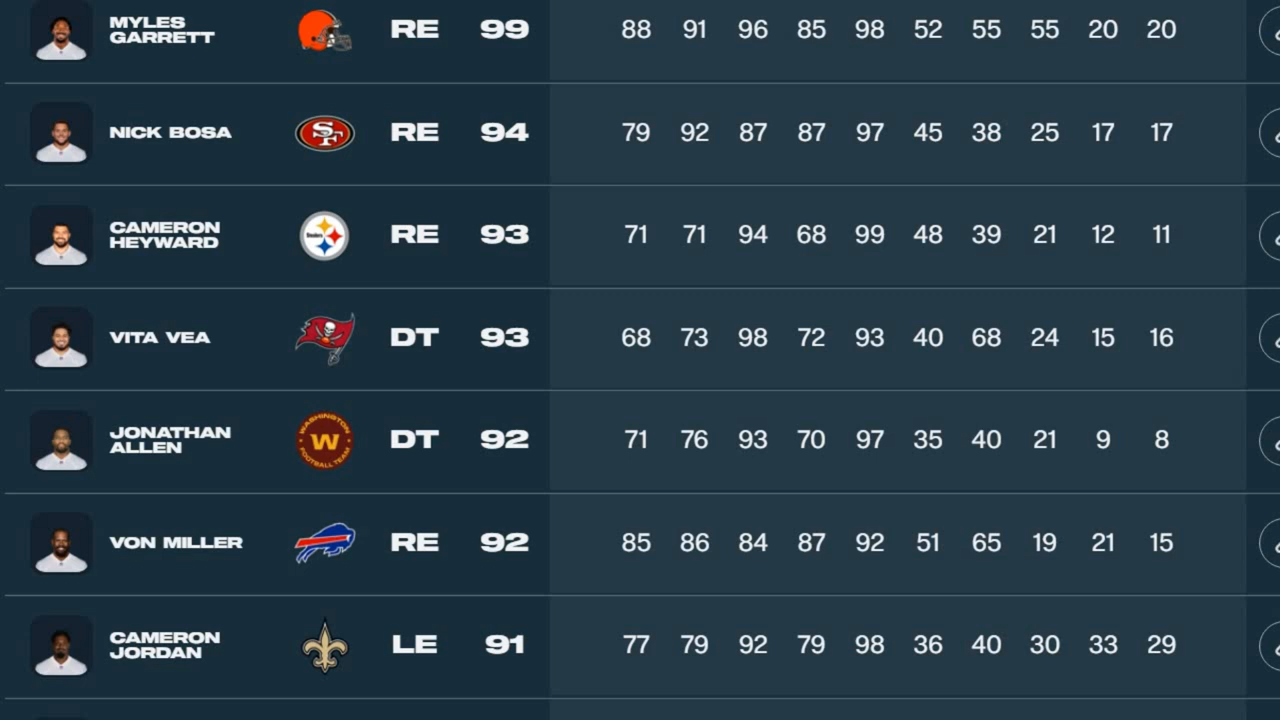 MYLES
GARRETT
RE 99 88 91 96 85 98 52 55 55 20 20
NICK BOSA SF RE 94 79 92 87 87 97 45 38 25 17 17
CAMERON
HEYWARD
Steelers RE 93 71 71 94 68 99 48 39 21 12 11
VITA VEA DT 93 68 73 98 72 93 40 68 24 15 16
JONATHAN
ALLEN
WASHINGTON
W
FOOTBALL TEAM
DT 92 71 76 93 70 97 35 40 21 9 8
VON MILLER RE 92 85 86 84 87 92 51 65 19 21 15
CAMERON
JORDAN
LE 91 77 79 92 79 98 36 40 30 33 29